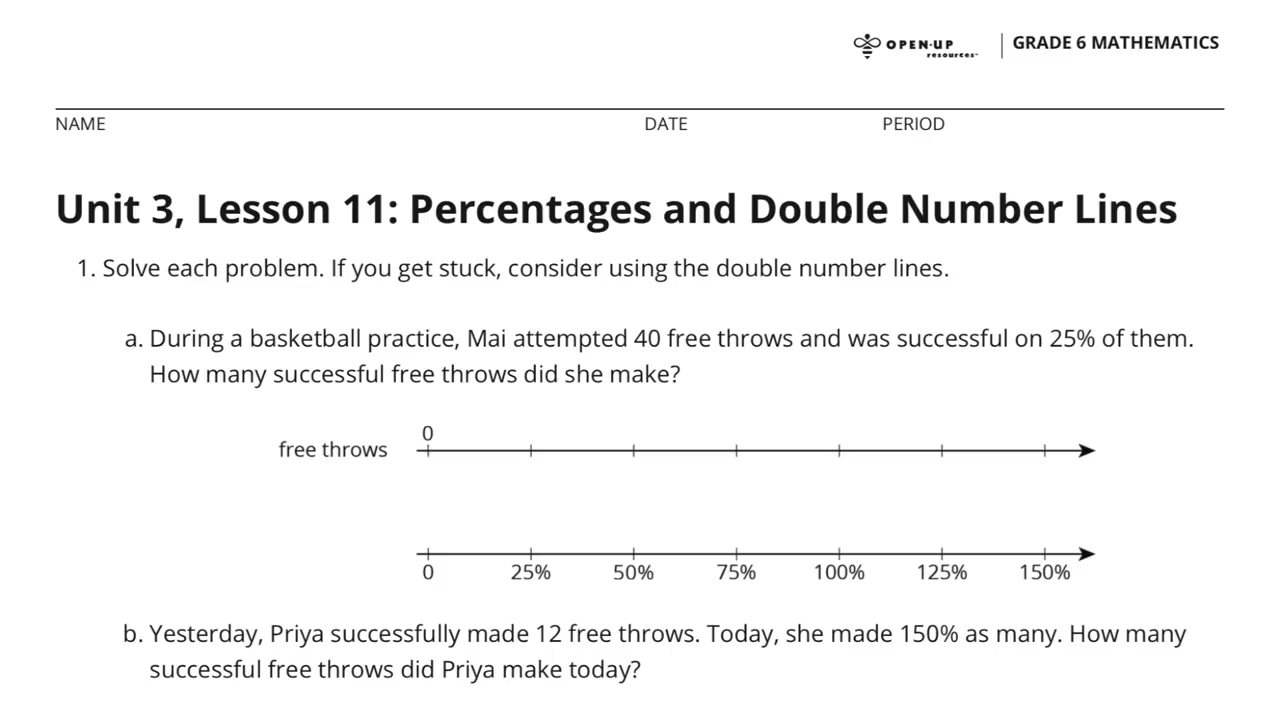 OPEN-UP
resources™
GRADE 6 MATHEMATICS
NAME DATE PERIOD
Unit 3, Lesson 11: Percentages and Double Number Lines
1. Solve each problem. If you get stuck, consider using the double number lines.
a. During a basketball practice, Mai attempted 40 free throws and was successful on 25% of them.
How many successful free throws did she make?
0
free throws
0 25% 50% 75% 100% 125% 150%
b. Yesterday, Priya successfully made 12 free throws. Today, she made 150% as many. How many
successful free throws did Priya make today?